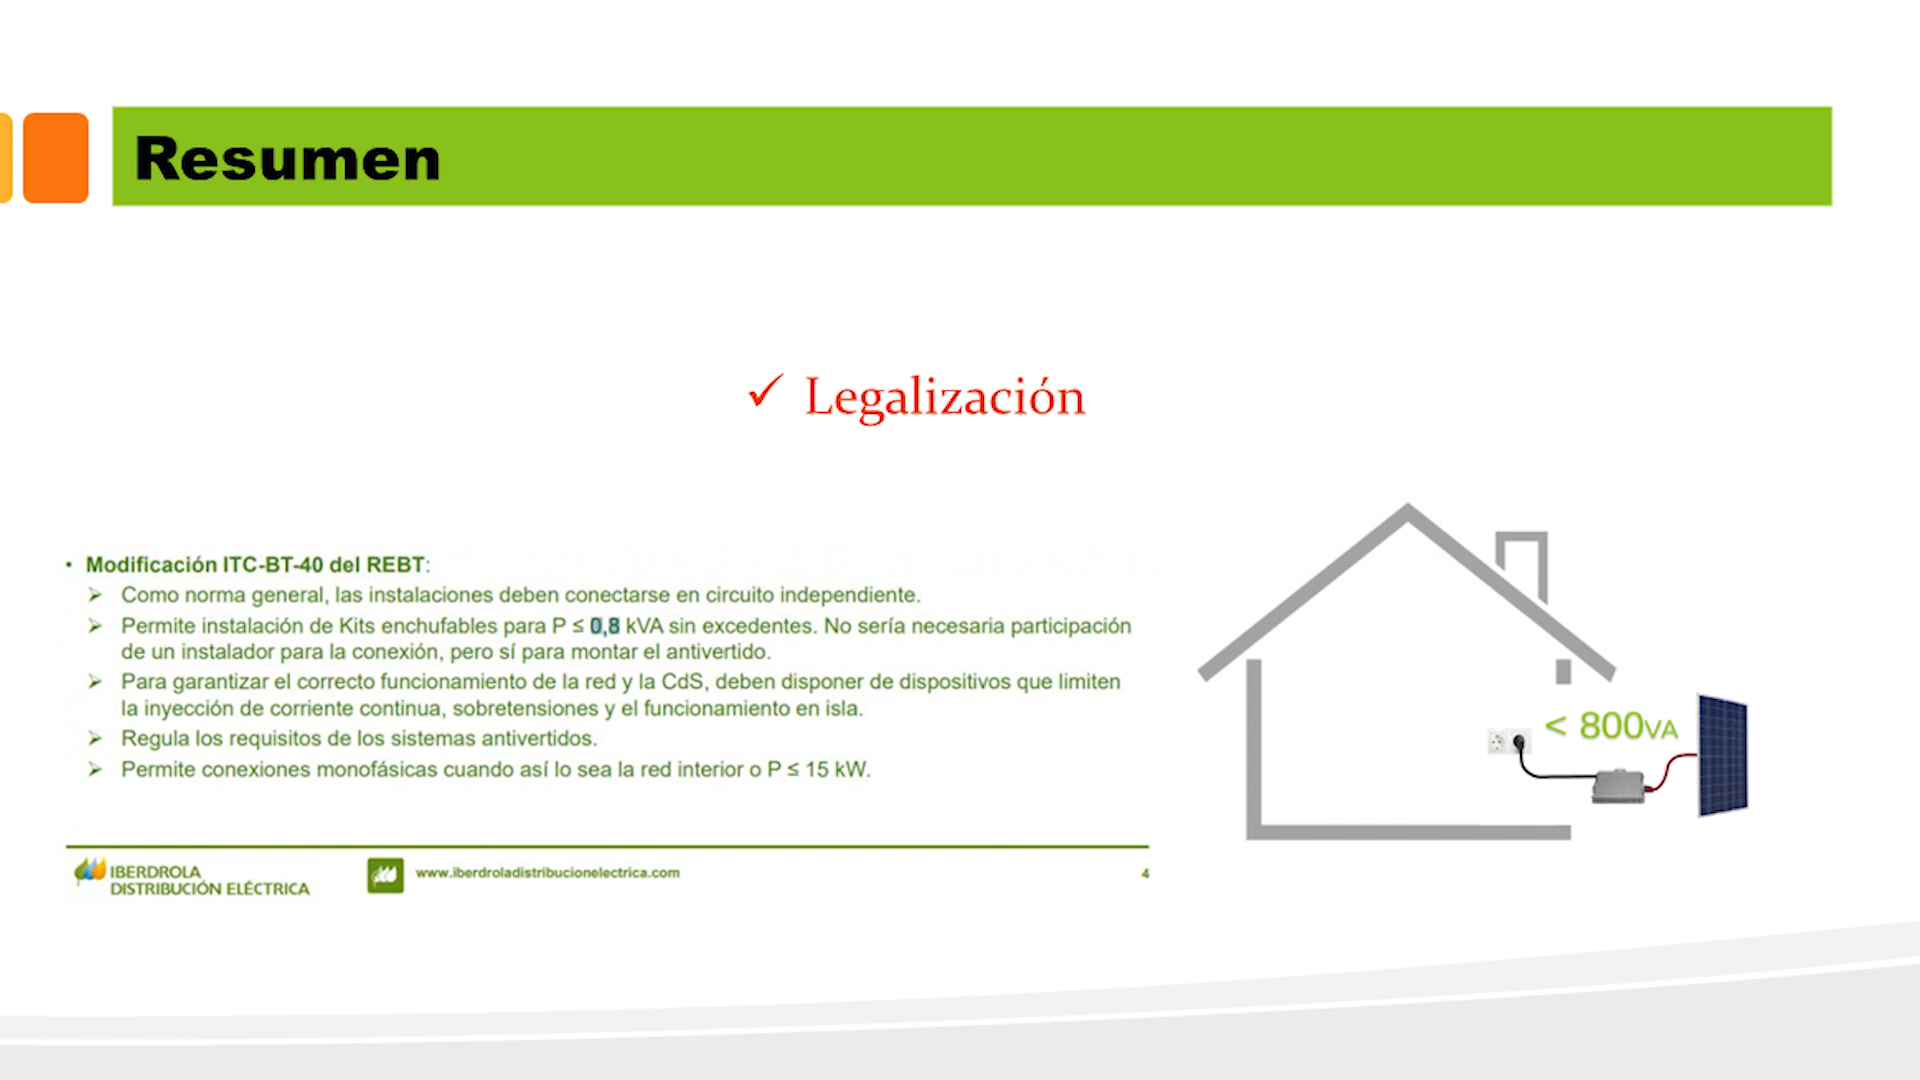 Resumen
✓ Legalización
• Modificación ITC-BT-40 del REBT:
➢ Como norma general, las instalaciones deben conectarse en circuito independiente.
➢ Permite instalación de Kits enchufables para P ≤ 0,8 kVA sin excedentes. No sería necesaria participación
de un instalador para la conexión, pero sí para montar el antivertido.
➢ Para garantizar el correcto funcionamiento de la red y la CdS, deben disponer de dispositivos que limiten
la inyección de corriente continua, sobretensiones y el funcionamiento en isla.
➢ Regula los requisitos de los sistemas antivertidos.
➢ Permite conexiones monofásicas cuando así lo sea la red interior o P ≤ 15 kW.
< 800VA
IBERDROLA
DISTRIBUCIÓN ELÉCTRICA
www.iberdroladistribucionelectrica.com
4